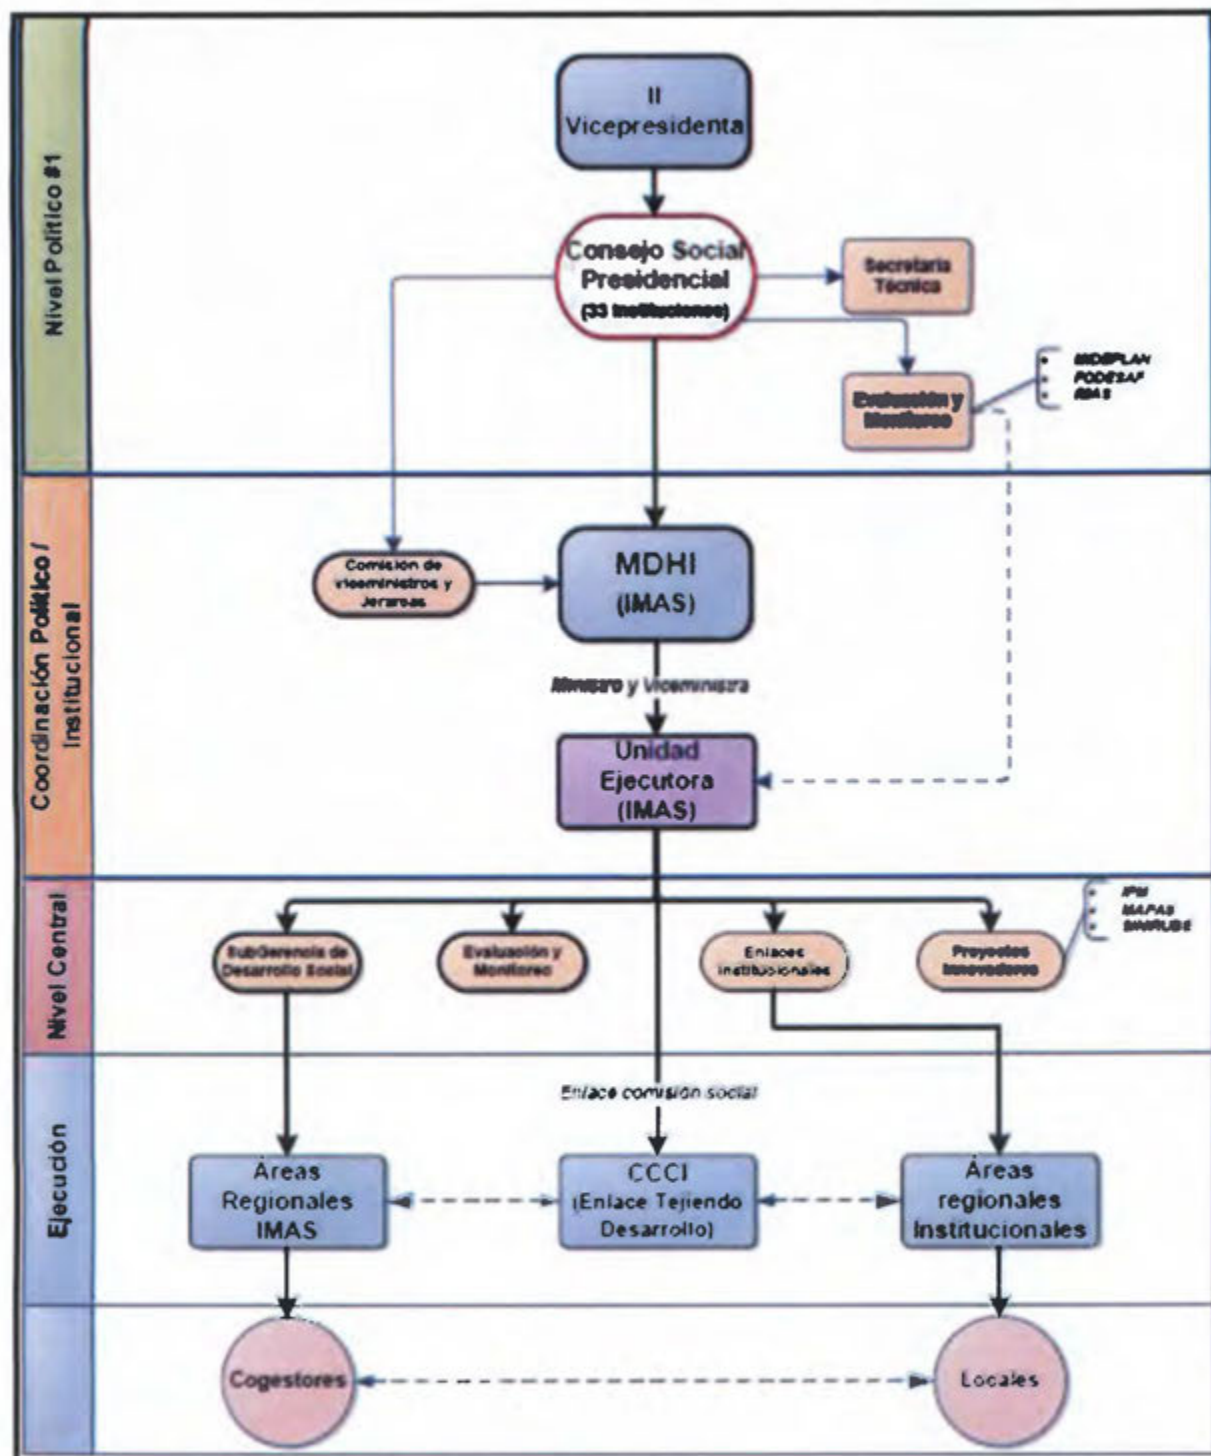 Nivel Político #1
II
Vicepresidenta
Consejo Social
Presidencial
(33 Instituciones)
Secretaría
Técnica
Evaluación y
Monitoreo
MIDEPLAN
FODESAF
IMAS
Coordinación Político /
Institucional
Comisión de
viceministros y
Jerarcas
MDHI
(IMAS)
Ministro y Viceministra
Unidad
Ejecutora
(IMAS)
Nivel Central
SubGerencia de
Desarrollo Social
Evaluación y
Monitoreo
Enlaces
Institucionales
Proyectos
Innovadores
IPM
MAPAS
SINIRUBE
Ejecución
Enlace comisión social
Áreas
Regionales
IMAS
CCCI
(Enlace Tejiendo
Desarrollo)
Áreas
regionales
Institucionales
Cogestores
Locales